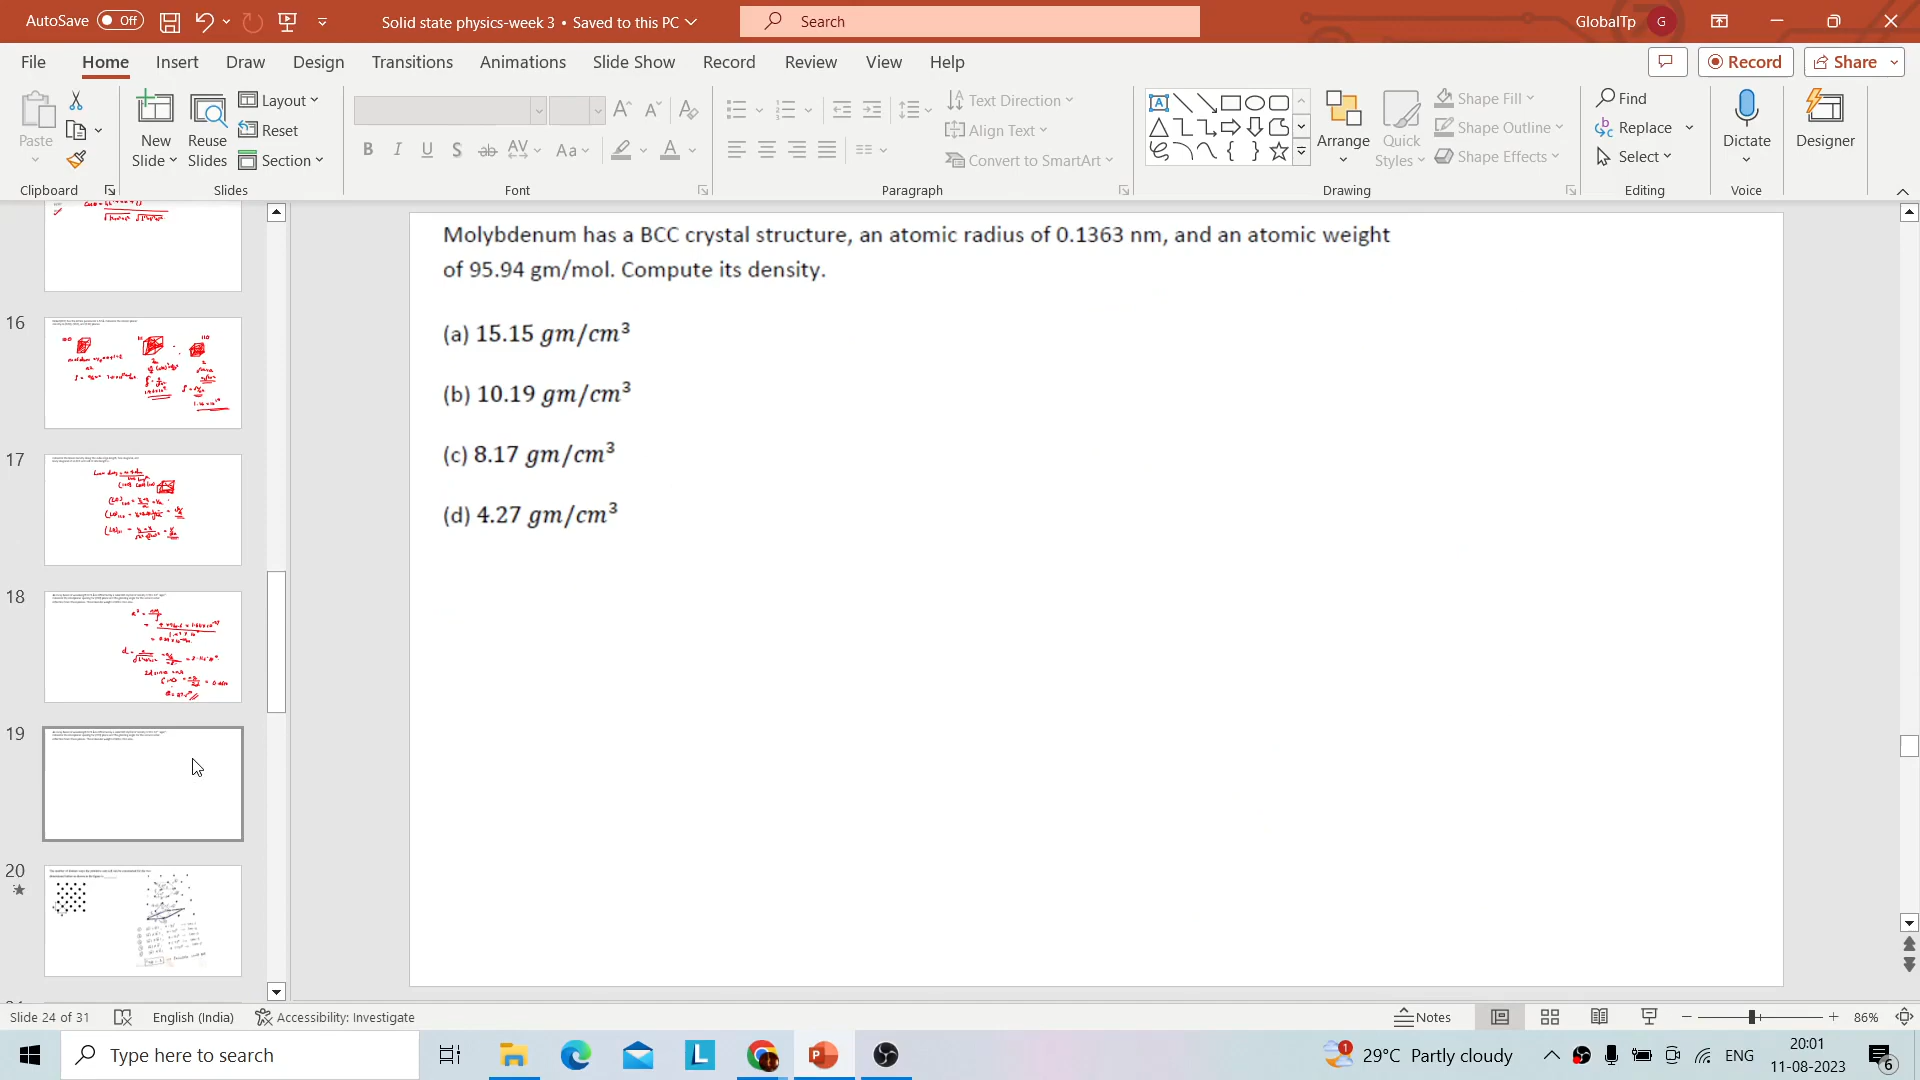 AutoSave Off
Solid state physics-week 3 • Saved to this PC
Search
GlobalTp G
File Home Insert Draw Design Transitions Animations Slide Show Record Review View Help
Record
Share
Paste
New Slide
Reuse Slides
Layout
Reset
Section
B I U S ab AV Aa A
Text Direction
Align Text
Convert to SmartArt
Arrange
Quick Styles
Shape Fill
Shape Outline
Shape Effects
Find
Replace
Select
Dictate
Designer
Clipboard Slides Font Paragraph Drawing Editing Voice
16
17
18
19
20
Molybdenum has a BCC crystal structure, an atomic radius of 0.1363 nm, and an atomic weight
of 95.94 gm/mol. Compute its density.
(a) 15.15 gm/cm³
(b) 10.19 gm/cm³
(c) 8.17 gm/cm³
(d) 4.27 gm/cm³
Slide 24 of 31 English (India) Accessibility: Investigate Notes 86%
Type here to search
29°C Partly cloudy
ENG
20:01
11-08-2023
6